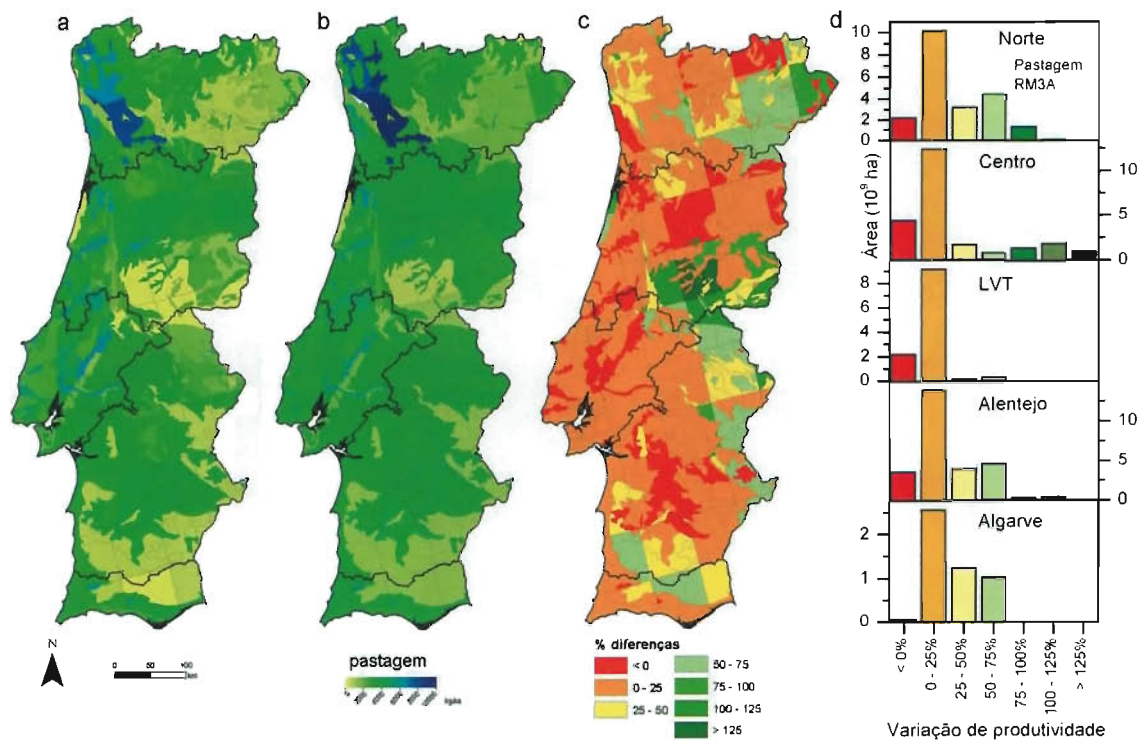 a
b
c
d
N
0 50 100
km
pastagem
kg/ha
% diferenças
< 0
0 - 25
25 - 50
50 - 75
75 - 100
100 - 125
> 125
Norte
Pastagem
RM3A
10
8
6
4
2
0
Centro
10
5
0
LVT
8
6
4
2
0
Alentejo
10
5
0
Algarve
2
1
0
Área (10⁹ ha)
< 0%
0 - 25%
25 - 50%
50 - 75%
75 - 100%
100 - 125%
> 125%
Variação de produtividade